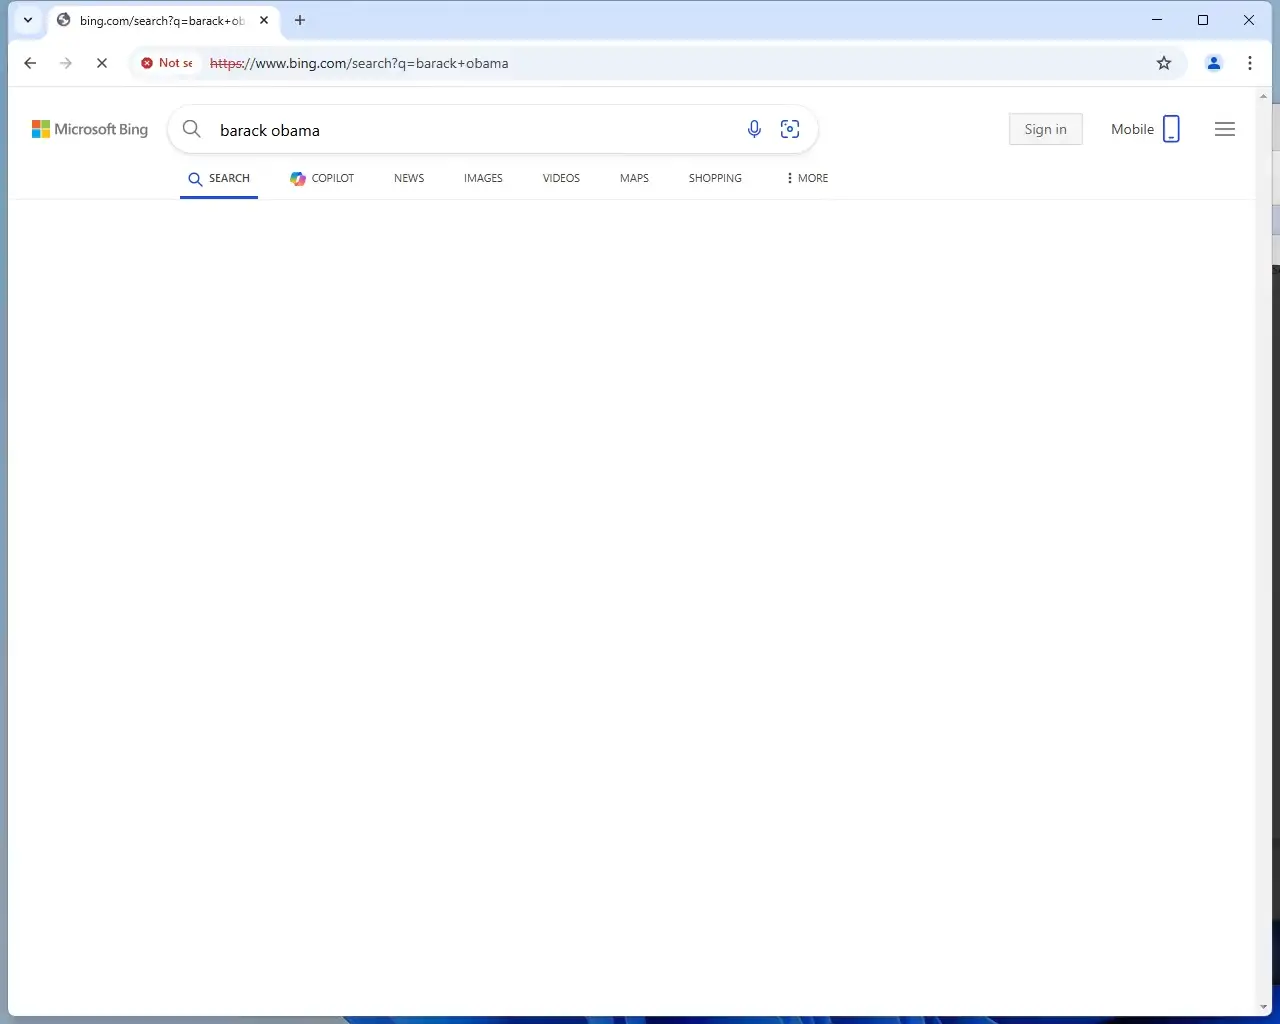 bing.com/search?q=barack+ob
Not se https://www.bing.com/search?q=barack+obama
Microsoft Bing
barack obama
Sign in
Mobile
SEARCH COPILOT NEWS IMAGES VIDEOS MAPS SHOPPING MORE